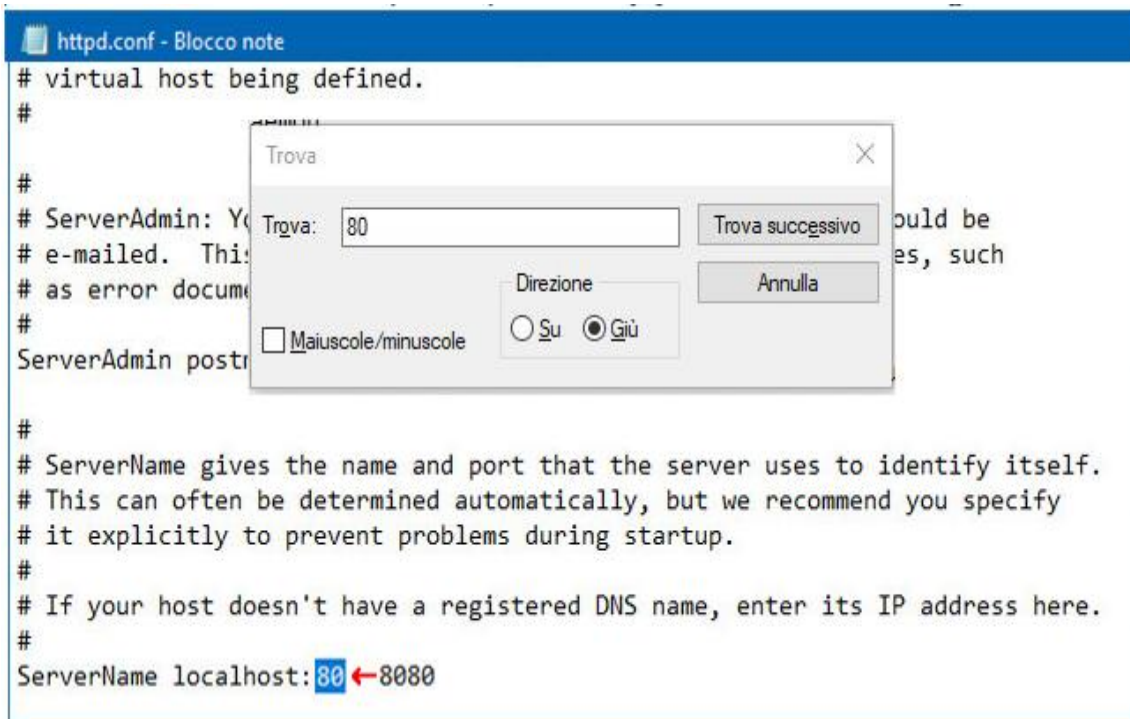 httpd.conf - Blocco note
# virtual host being defined.
#
Trova
#
# ServerAdmin: Yo
Trova:
80
Trova successivo
ould be
# e-mailed. This
es, such
Direzione
Annulla
# as error docume
#
Maiuscole/minuscole
Su
Giù
ServerAdmin postm
#
# ServerName gives the name and port that the server uses to identify itself.
# This can often be determined automatically, but we recommend you specify
# it explicitly to prevent problems during startup.
#
# If your host doesn't have a registered DNS name, enter its IP address here.
#
ServerName localhost:80←8080